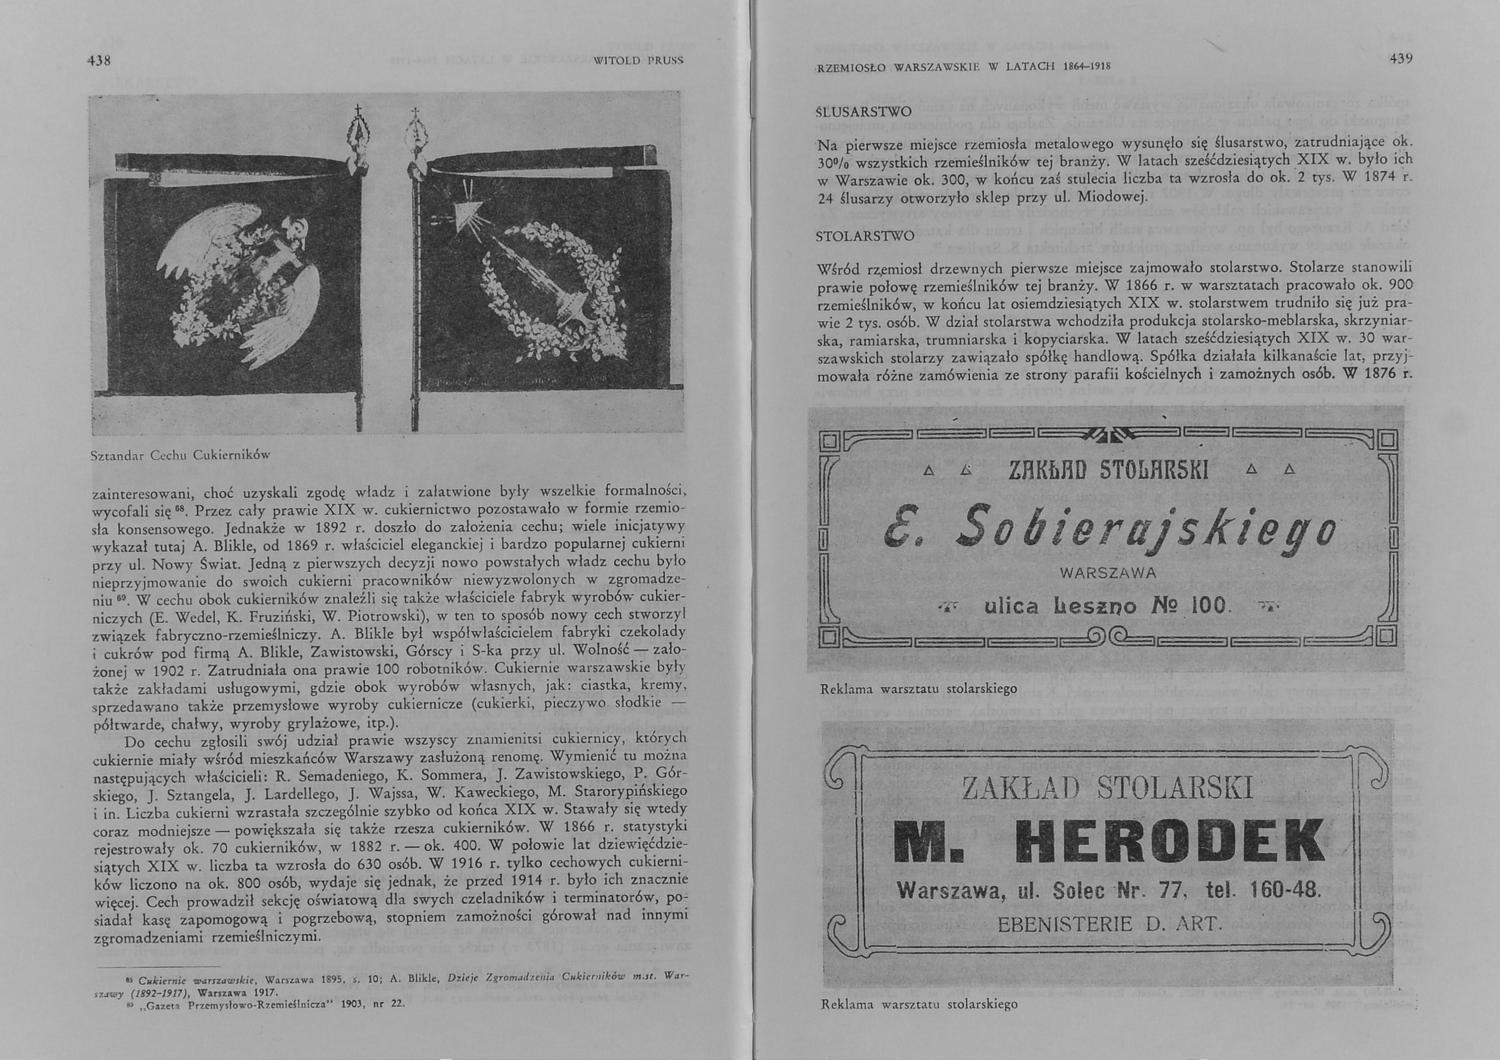 438
WITOLD PRUSS
Sztandar Cechu Cukierników
zainteresowani, choć uzyskali zgodę władz i załatwione były wszelkie formalności,
wycofali się ⁶⁸. Przez cały prawie XIX w. cukiernictwo pozostawało w formie rzemio-
sła konsensowego. Jednakże w 1892 r. doszło do założenia cechu; wiele inicjatywy
wykazał tutaj A. Blikle, od 1869 r. właściciel eleganckiej i bardzo popularnej cukierni
przy ul. Nowy Świat. Jedną z pierwszych decyzji nowo powstałych władz cechu było
nieprzyjmowanie do swoich cukierni pracowników niewyzwolonych w zgromadze-
niu ⁶⁹. W cechu obok cukierników znaleźli się także właściciele fabryk wyrobów cukier-
niczych (E. Wedel, K. Fruziński, W. Piotrowski), w ten to sposób nowy cech stworzył
związek fabryczno-rzemieślniczy. A. Blikle był współwłaścicielem fabryki czekolady
i cukrów pod firmą A. Blikle, Zawistowski, Górscy i S-ka przy ul. Wolność — zało-
żonej w 1902 r. Zatrudniała ona prawie 100 robotników. Cukiernie warszawskie były
także zakładami usługowymi, gdzie obok wyrobów własnych, jak: ciastka, kremy,
sprzedawano także przemysłowe wyroby cukiernicze (cukierki, pieczywo słodkie —
półtwarde, chałwy, wyroby grylażowe, itp.).
Do cechu zgłosili swój udział prawie wszyscy znamienitsi cukiernicy, których
cukiernie miały wśród mieszkańców Warszawy zasłużoną renomę. Wymienić tu można
następujących właścicieli: R. Semadeniego, K. Sommera, J. Zawistowskiego, P. Gór-
skiego, J. Sztangela, J. Lardellego, J. Wajssa, W. Kaweckiego, M. Starorypińskiego
i in. Liczba cukierni wzrastała szczególnie szybko od końca XIX w. Stawały się wtedy
coraz modniejsze — powiększała się także rzesza cukierników. W 1866 r. statystyki
rejestrowały ok. 70 cukierników, w 1882 r. — ok. 400. W połowie lat dziewięćdzie-
siątych XIX w. liczba ta wzrosła do 630 osób. W 1916 r. tylko cechowych cukierni-
ków liczono na ok. 800 osób, wydaje się jednak, że przed 1914 r. było ich znacznie
więcej. Cech prowadził sekcję oświatową dla swych czeladników i terminatorów, po-
siadał kasę zapomogową i pogrzebową, stopniem zamożności górował nad innymi
zgromadzeniami rzemieślniczymi.
⁶⁸ Cukiernie warszawskie, Warszawa 1895, s. 10; A. Blikle, Dzieje Zgromadzenia Cukierników m.st. War-
szawy (1892–1917), Warszawa 1917.
⁶⁹ „Gazeta Przemysłowo-Rzemieślnicza" 1903, nr 22.
RZEMIOSŁO WARSZAWSKIE W LATACH 1864–1918
439
ŚLUSARSTWO
Na pierwsze miejsce rzemiosła metalowego wysunęło się ślusarstwo, zatrudniające ok.
30% wszystkich rzemieślników tej branży. W latach sześćdziesiątych XIX w. było ich
w Warszawie ok. 300, w końcu zaś stulecia liczba ta wzrosła do ok. 2 tys. W 1874 r.
24 ślusarzy otworzyło sklep przy ul. Miodowej.
STOLARSTWO
Wśród rzemiosł drzewnych pierwsze miejsce zajmowało stolarstwo. Stolarze stanowili
prawie połowę rzemieślników tej branży. W 1866 r. w warsztatach pracowało ok. 900
rzemieślników, w końcu lat osiemdziesiątych XIX w. stolarstwem trudniło się już pra-
wie 2 tys. osób. W dział stolarstwa wchodziła produkcja stolarsko-meblarska, skrzyniar-
ska, ramiarska, trumniarska i kopyciarska. W latach sześćdziesiątych XIX w. 30 war-
szawskich stolarzy zawiązało spółkę handlową. Spółka działała kilkanaście lat, przyj-
mowała różne zamówienia ze strony parafii kościelnych i zamożnych osób. W 1876 r.
ZAKŁAD STOLARSKI
E. Sobierajskiego
WARSZAWA
ulica Leszno № 100.
Reklama warsztatu stolarskiego
ZAKŁAD STOLARSKI
M. HERODEK
Warszawa, ul. Solec Nr. 77, tel. 160-48.
EBENISTERIE D. ART.
Reklama warsztatu stolarskiego